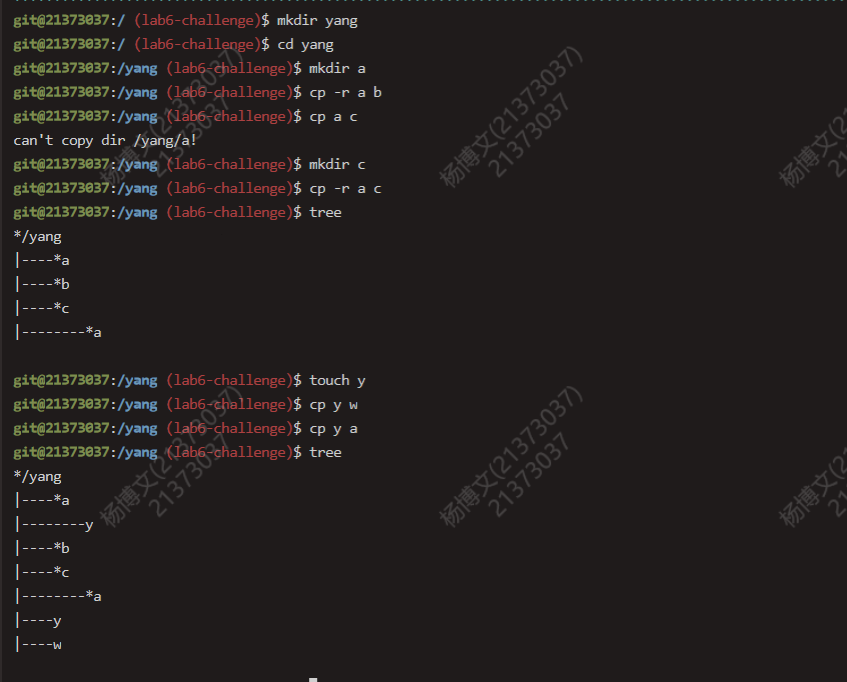 git@21373037:/ (lab6-challenge)$ mkdir yang
git@21373037:/ (lab6-challenge)$ cd yang
git@21373037:/yang (lab6-challenge)$ mkdir a
git@21373037:/yang (lab6-challenge)$ cp -r a b
git@21373037:/yang (lab6-challenge)$ cp a c
can't copy dir /yang/a!
git@21373037:/yang (lab6-challenge)$ mkdir c
git@21373037:/yang (lab6-challenge)$ cp -r a c
git@21373037:/yang (lab6-challenge)$ tree
*/yang
|----*a
|----*b
|----*c
|--------*a
git@21373037:/yang (lab6-challenge)$ touch y
git@21373037:/yang (lab6-challenge)$ cp y w
git@21373037:/yang (lab6-challenge)$ cp y a
git@21373037:/yang (lab6-challenge)$ tree
*/yang
|----*a
|--------y
|----*b
|----*c
|--------*a
|----y
|----w
杨博文(21373037)
21373037
杨博文(21373037)
21373037
杨博文(2
杨博文(21373037)
21373037
杨博文(21373037)
21373037
杨博文(2